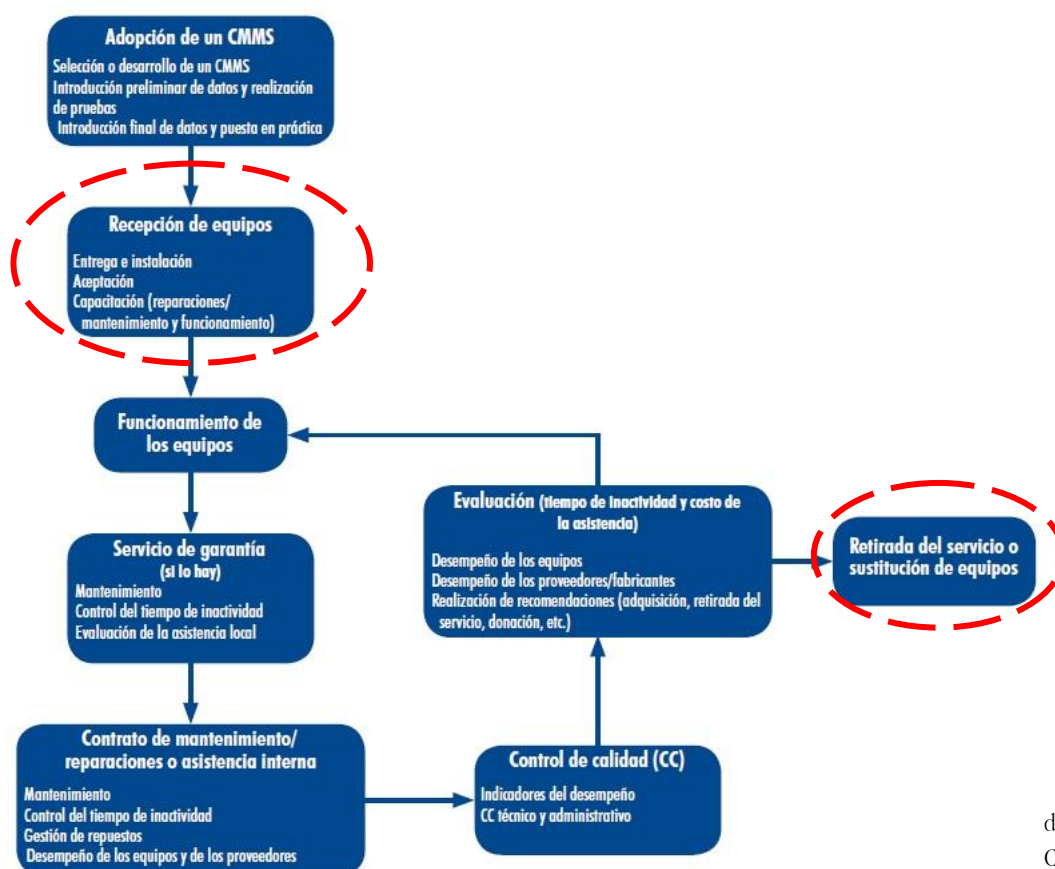 Adopción de un CMMS
Selección o desarrollo de un CMMS
Introducción preliminar de datos y realización
de pruebas
Introducción final de datos y puesta en práctica
Recepción de equipos
Entrega e instalación
Aceptación
Capacitación (reparaciones/
mantenimiento y funcionamiento)
Funcionamiento de
los equipos
Servicio de garantía
(si lo hay)
Mantenimiento
Control del tiempo de inactividad
Evaluación de la asistencia local
Contrato de mantenimiento/
reparaciones o asistencia interna
Mantenimiento
Control del tiempo de inactividad
Gestión de repuestos
Desempeño de los equipos y de los proveedores
Control de calidad (CC)
Indicadores del desempeño
CC técnico y administrativo
Evaluación (tiempo de inactividad y costo de
la asistencia)
Desempeño de los equipos
Desempeño de los proveedores/fabricantes
Realización de recomendaciones (adquisición, retirada del
servicio, donación, etc.)
Retirada del servicio o
sustitución de equipos